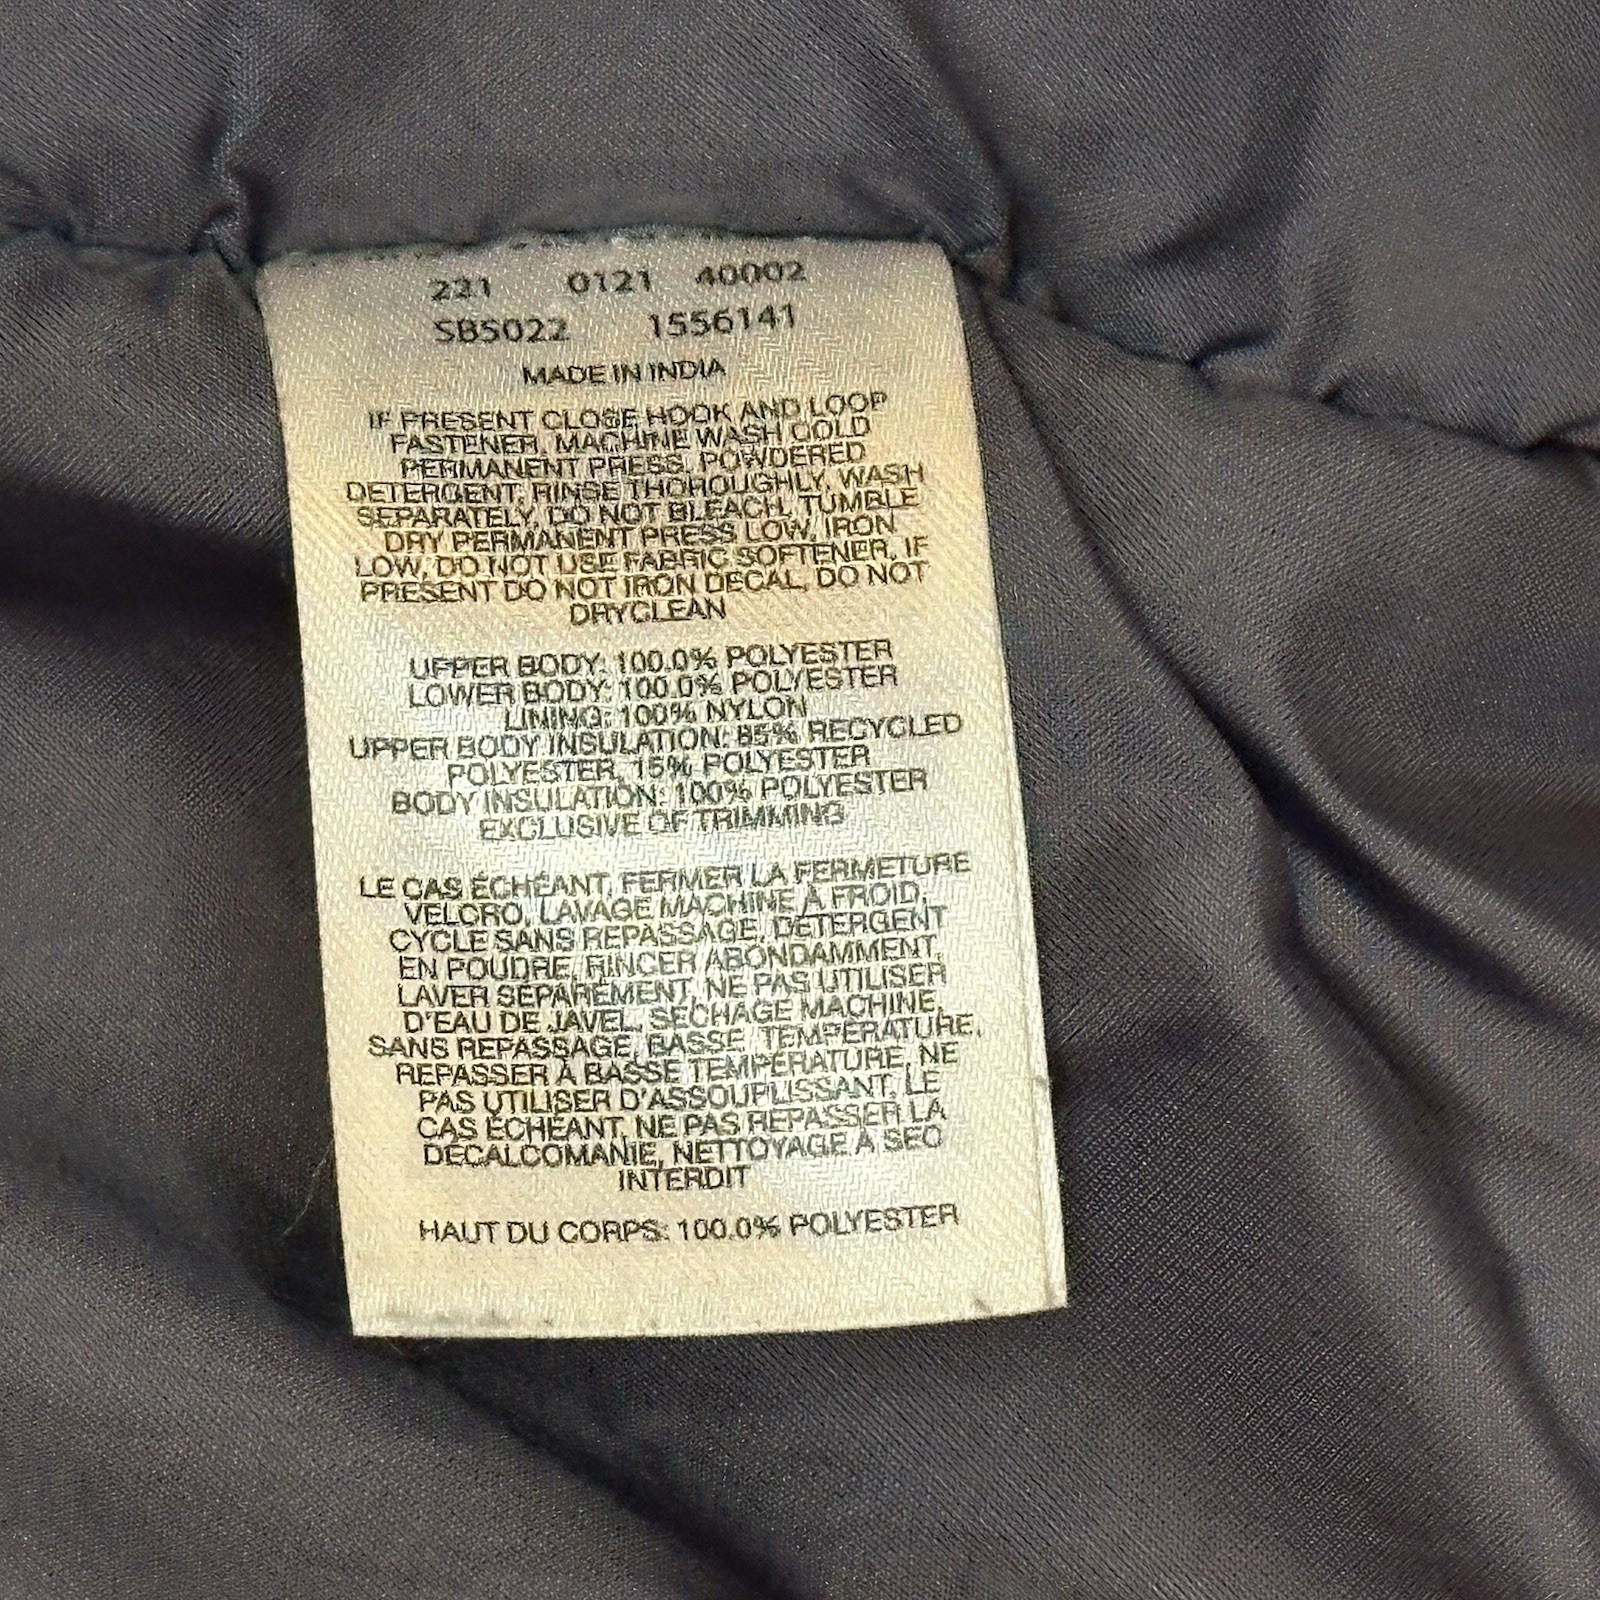 221 0121 40002
SB5022 1556141
MADE IN INDIA
IF PRESENT CLOSE HOOK AND LOOP
FASTENER, MACHINE WASH COLD
PERMANENT PRESS, POWDERED
DETERGENT, RINSE THOROUGHLY, WASH
SEPARATELY, DO NOT BLEACH, TUMBLE
DRY PERMANENT PRESS LOW, IRON
LOW, DO NOT USE FABRIC SOFTENER, IF
PRESENT DO NOT IRON DECAL, DO NOT
DRYCLEAN
UPPER BODY: 100.0% POLYESTER
LOWER BODY: 100.0% POLYESTER
LINING: 100% NYLON
UPPER BODY INSULATION: 85% RECYCLED
POLYESTER, 15% POLYESTER
BODY INSULATION: 100% POLYESTER
EXCLUSIVE OF TRIMMING
LE CAS ÉCHÉANT, FERMER LA FERMETURE
VELCRO, LAVAGE MACHINE À FROID,
CYCLE SANS REPASSAGE, DÉTERGENT
EN POUDRE, RINCER ABONDAMMENT,
LAVER SÉPARÉMENT, NE PAS UTILISER
D'EAU DE JAVEL, SÉCHAGE MACHINE,
SANS REPASSAGE, BASSE TEMPÉRATURE,
REPASSER À BASSE TEMPÉRATURE, NE
PAS UTILISER D'ASSOUPLISSANT, LE
CAS ÉCHÉANT, NE PAS REPASSER LA
DÉCALCOMANIE, NETTOYAGE À SEC
INTERDIT
HAUT DU CORPS: 100.0% POLYESTER